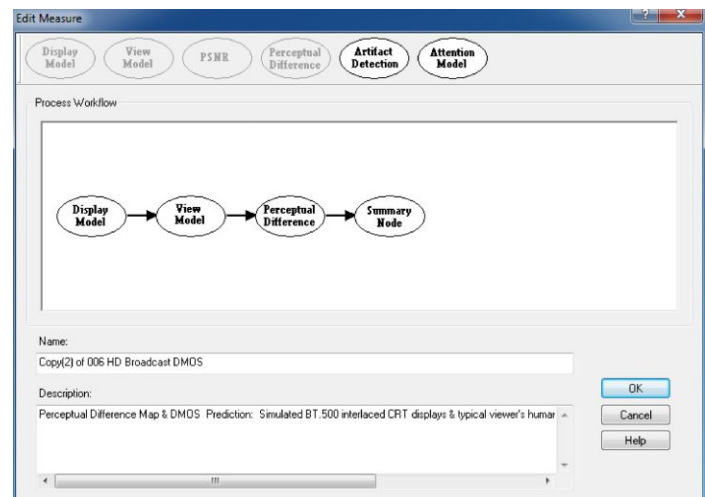 Edit Measure
Display Model
View Model
PSNR
Perceptual Difference
Artifact Detection
Attention Model
Process Workflow
Display Model
View Model
Perceptual Difference
Summary Node
Name:
Copy(2) of 006 HD Broadcast DMOS
Description:
Perceptual Difference Map & DMOS Prediction: Simulated BT.500 interlaced CRT displays & typical viewer's humar
OK
Cancel
Help